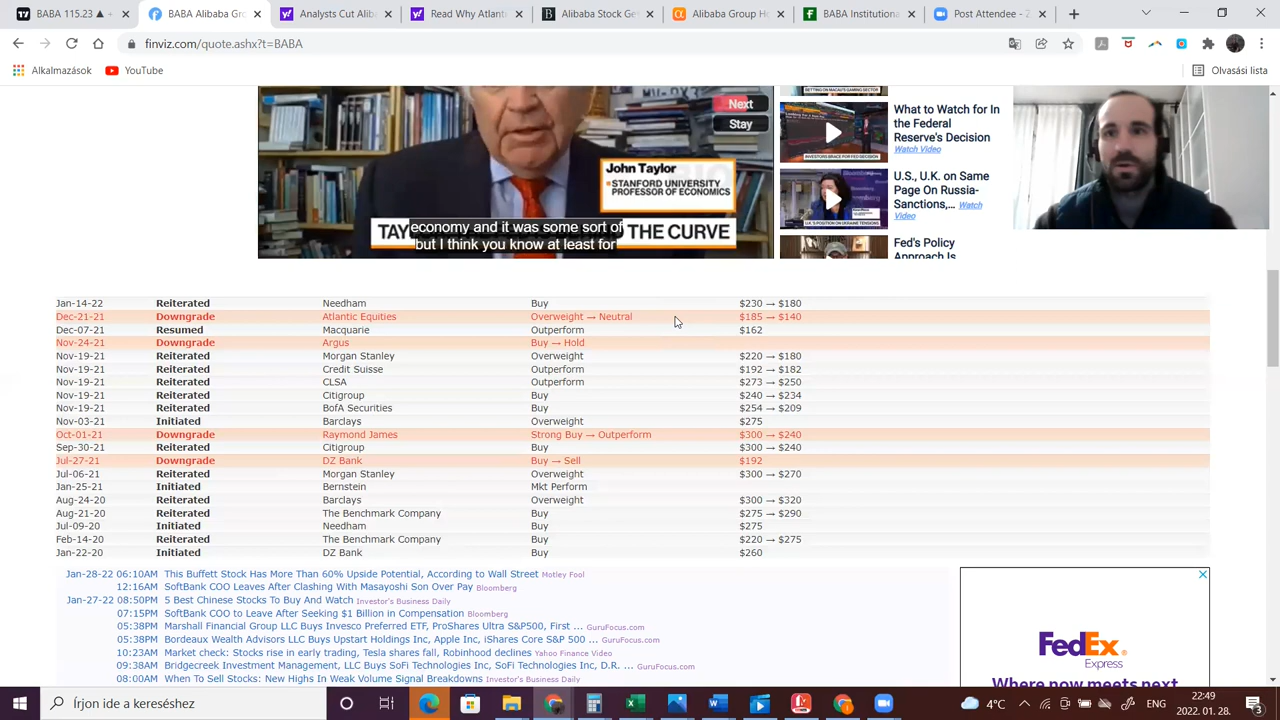 BABA 115.23
BABA Alibaba Gro
Analysts Cut Alib
Read Why Atlantic
Alibaba Stock Ge
Alibaba Group H
BABA Institutiona
Post Attendee - Z
finviz.com/quote.ashx?t=BABA
Alkalmazások YouTube
Olvasási lista
Next
Stay
John Taylor
STANFORD UNIVERSITY
PROFESSOR OF ECONOMICS
TAY THE CURVE
economy and it was some sort of
but I think you know at least for
BETTING ON MACAU'S GAMING SECTOR
What to Watch for In
the Federal
Reserve's Decision
Watch Video
INVESTORS BRACE FOR FED DECISION
U.S., U.K. on Same
Page On Russia-
Sanctions,... Watch
Video
U.K.'S POSITION ON UKRAINE TENSIONS
Fed's Policy
Approach Is
Jan-14-22 Reiterated Needham Buy $230 → $180
Dec-21-21 Downgrade Atlantic Equities Overweight → Neutral $185 → $140
Dec-07-21 Resumed Macquarie Outperform $162
Nov-24-21 Downgrade Argus Buy → Hold
Nov-19-21 Reiterated Morgan Stanley Overweight $220 → $180
Nov-19-21 Reiterated Credit Suisse Outperform $192 → $182
Nov-19-21 Reiterated CLSA Outperform $273 → $250
Nov-19-21 Reiterated Citigroup Buy $240 → $234
Nov-19-21 Reiterated BofA Securities Buy $254 → $209
Nov-03-21 Initiated Barclays Overweight $275
Oct-01-21 Downgrade Raymond James Strong Buy → Outperform $300 → $240
Sep-30-21 Reiterated Citigroup Buy $300 → $240
Jul-27-21 Downgrade DZ Bank Buy → Sell $192
Jul-06-21 Reiterated Morgan Stanley Overweight $300 → $270
Jan-25-21 Initiated Bernstein Mkt Perform
Aug-24-20 Reiterated Barclays Overweight $300 → $320
Aug-21-20 Reiterated The Benchmark Company Buy $275 → $290
Jul-09-20 Initiated Needham Buy $275
Feb-14-20 Reiterated The Benchmark Company Buy $220 → $275
Jan-22-20 Initiated DZ Bank Buy $260
Jan-28-22 06:10AM This Buffett Stock Has More Than 60% Upside Potential, According to Wall Street Motley Fool
12:16AM SoftBank COO Leaves After Clashing With Masayoshi Son Over Pay Bloomberg
Jan-27-22 08:50PM 5 Best Chinese Stocks To Buy And Watch Investor's Business Daily
07:15PM SoftBank COO to Leave After Seeking $1 Billion in Compensation Bloomberg
05:38PM Marshall Financial Group LLC Buys Invesco Preferred ETF, ProShares Ultra S&P500, First ... GuruFocus.com
05:38PM Bordeaux Wealth Advisors LLC Buys Upstart Holdings Inc, Apple Inc, iShares Core S&P 500 ... GuruFocus.com
10:23AM Market check: Stocks rise in early trading, Tesla shares fall, Robinhood declines Yahoo Finance Video
09:38AM Bridgecreek Investment Management, LLC Buys SoFi Technologies Inc, SoFi Technologies Inc, D.R. ... GuruFocus.com
08:00AM When To Sell Stocks: New Highs In Weak Volume Signal Breakdowns Investor's Business Daily
FedEx
Express
Where now meets next
Írjon ide a kereséshez
4°C
22:49
2022. 01. 28.
3